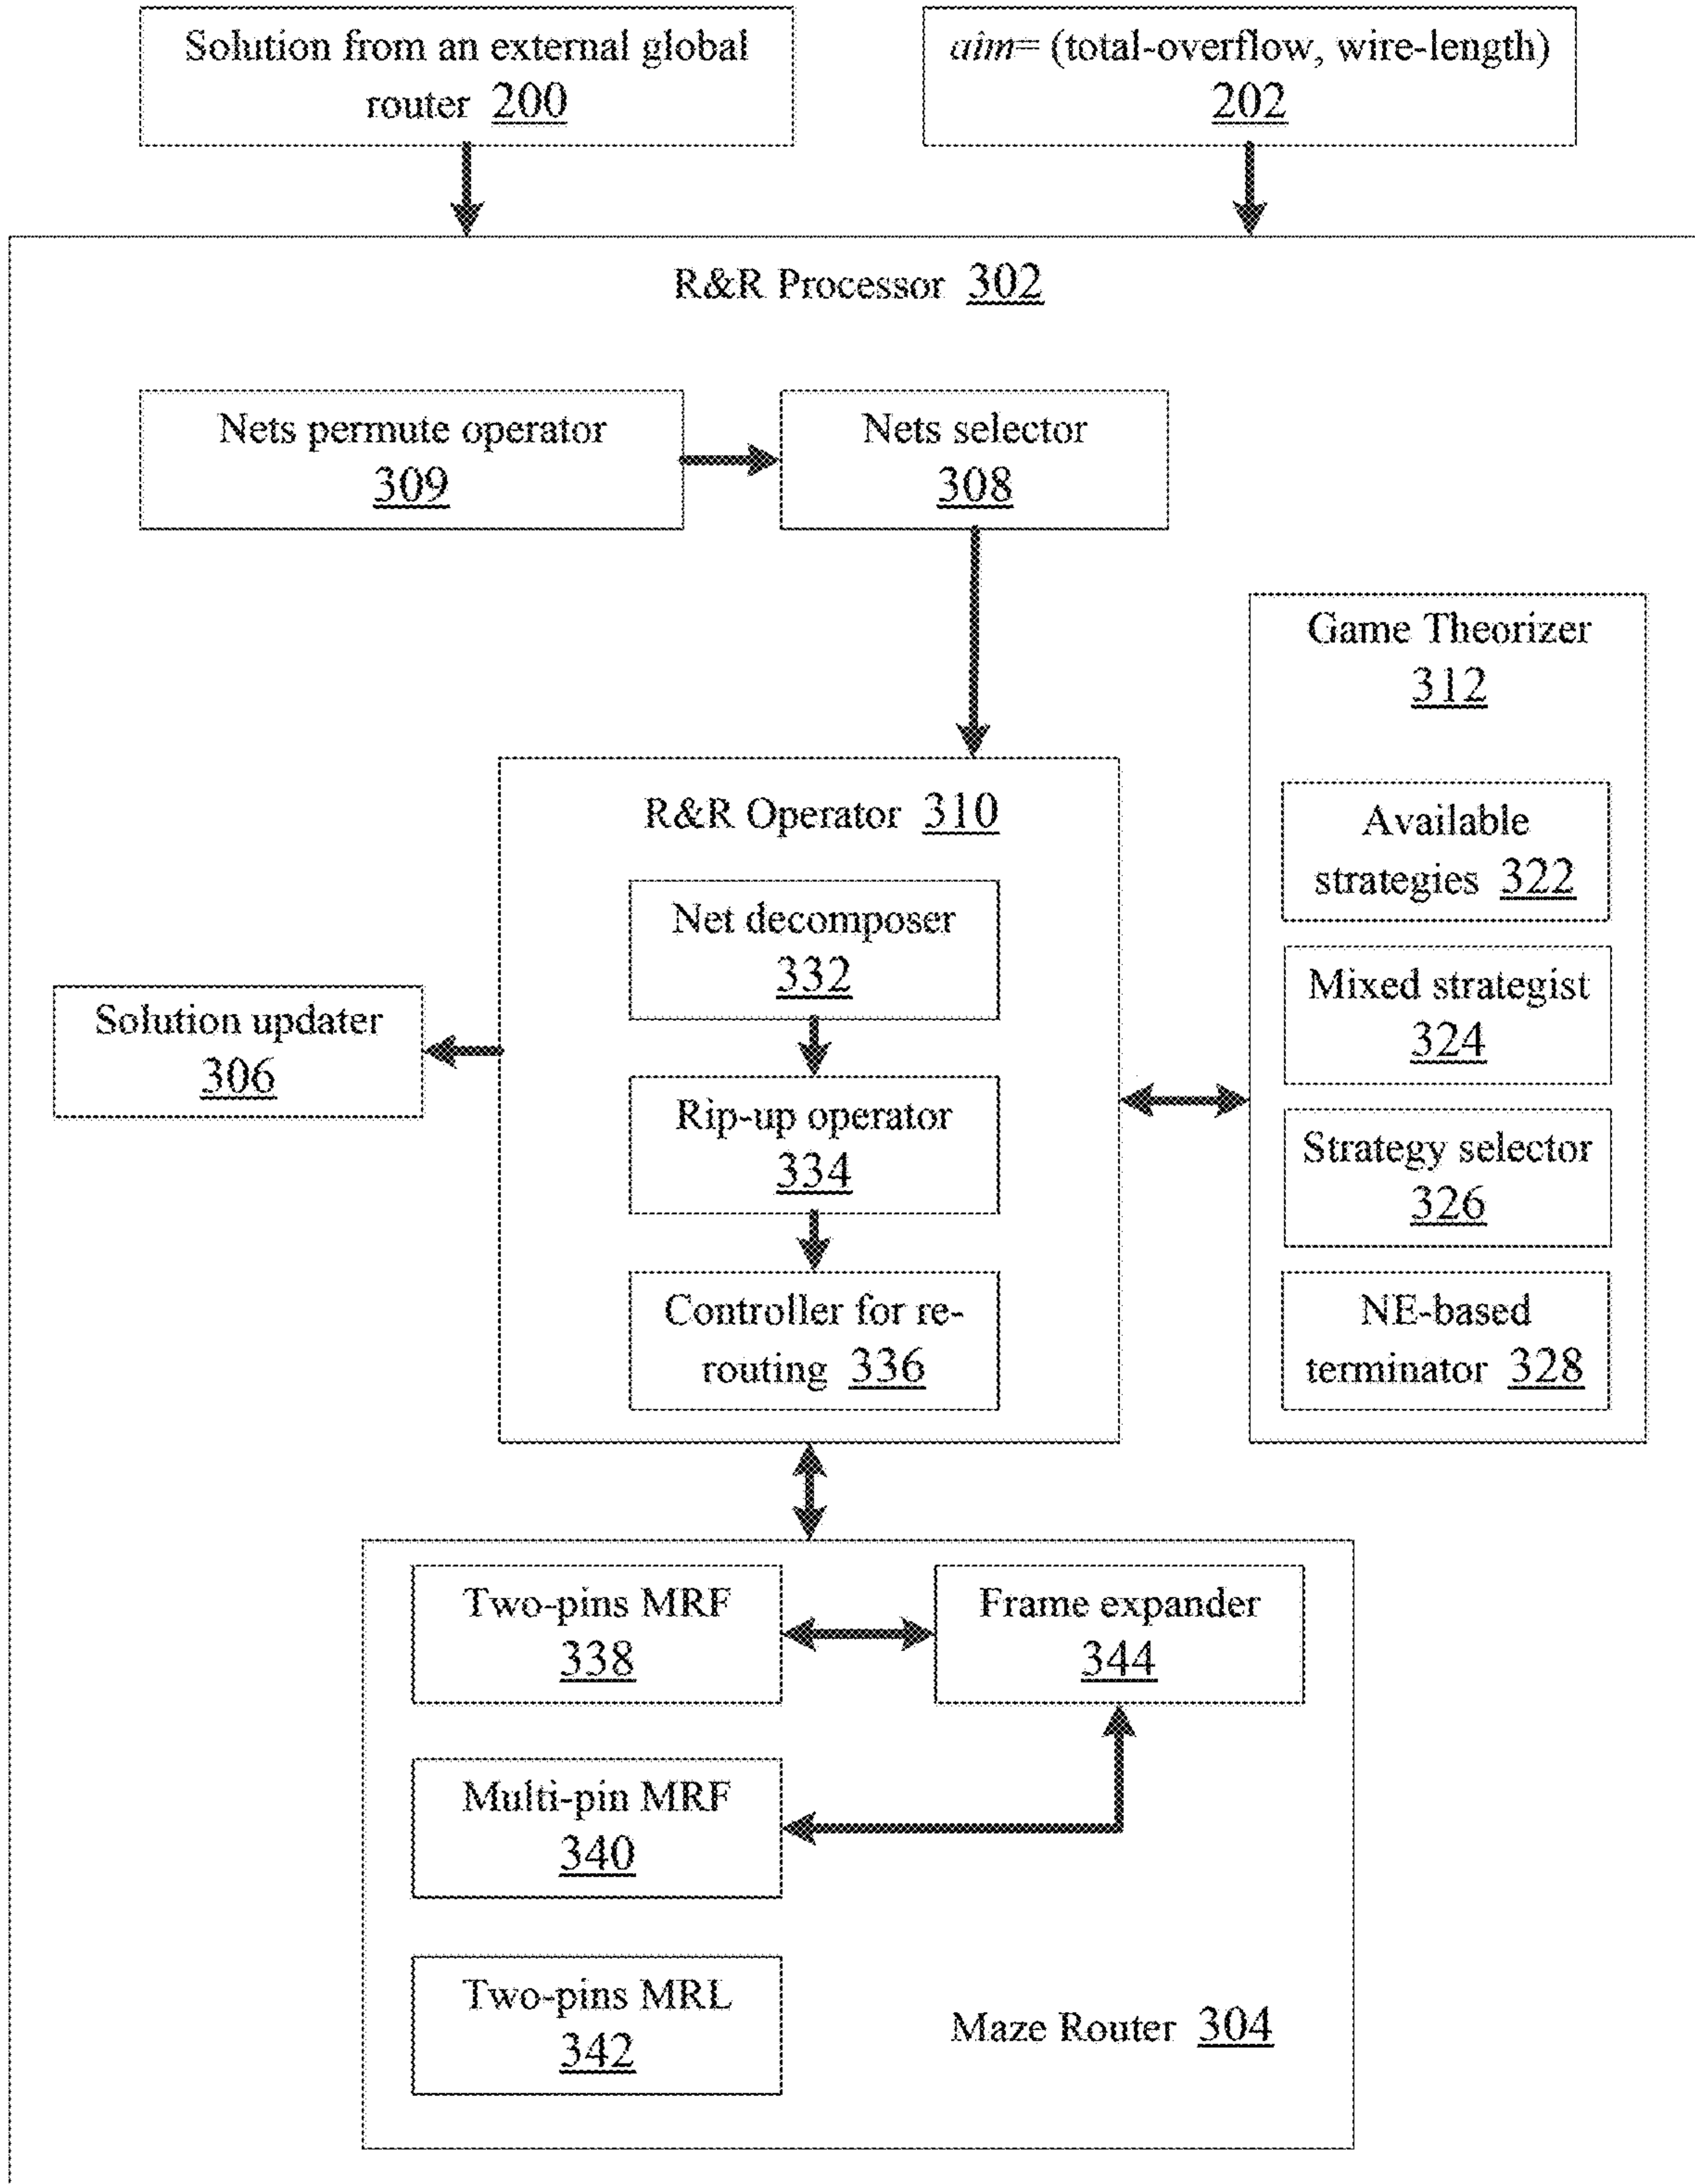 Solution from an external global
router 200
aim= (total-overflow, wire-length)
202
R&R Processor 302
Nets permute operator
309
Nets selector
308
Game Theorizer
312
Available
strategies 322
Mixed strategist
324
Strategy selector
326
NE-based
terminator 328
R&R Operator 310
Net decomposer
332
Rip-up operator
334
Controller for re-
routing 336
Solution updater
306
Two-pins MRF
338
Frame expander
344
Multi-pin MRF
340
Two-pins MRL
342
Maze Router 304